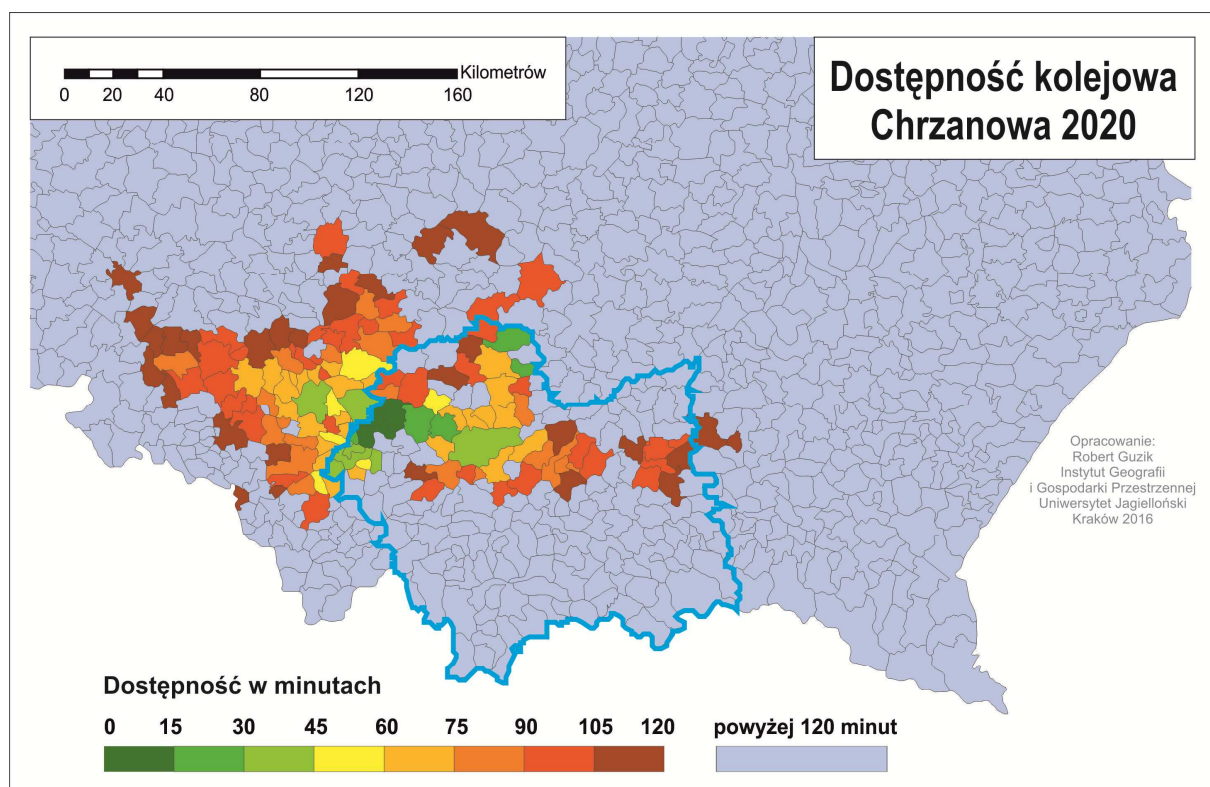 Kilometrów
0 20 40 80 120 160
Dostępność kolejowa
Chrzanowa 2020
Opracowanie:
Robert Guzik
Instytut Geografii
i Gospodarki Przestrzennej
Uniwersytet Jagielloński
Kraków 2016
Dostępność w minutach
0 15 30 45 60 75 90 105 120 powyżej 120 minut